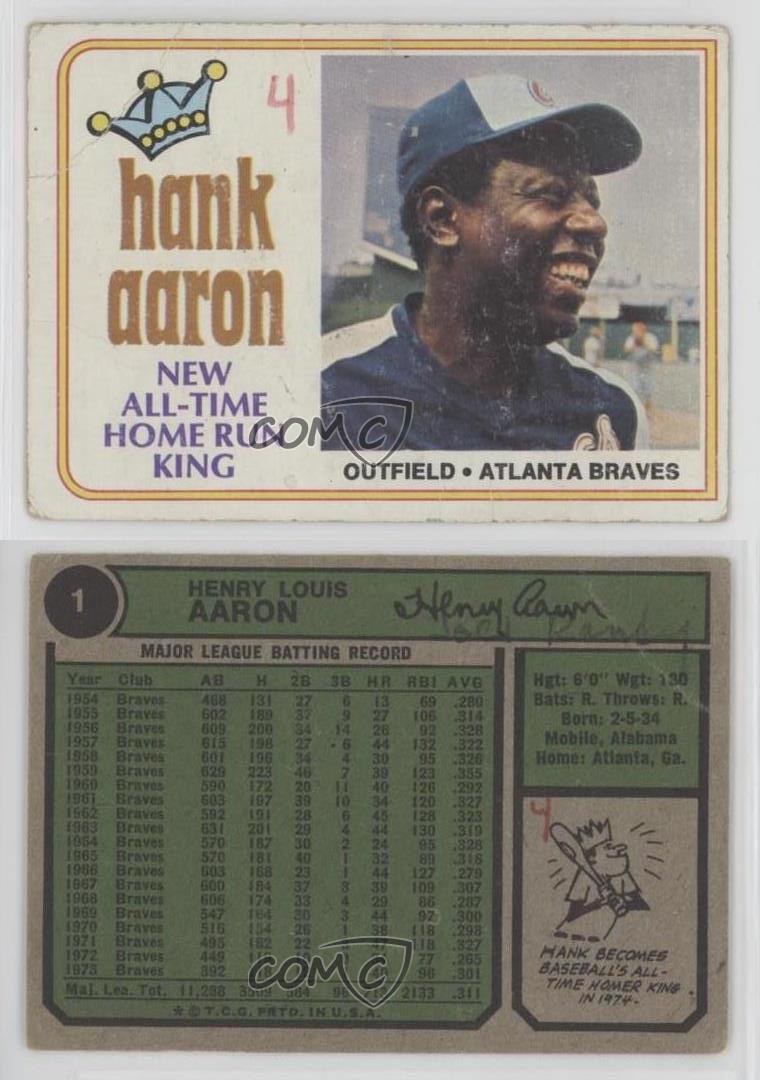 4
hank
aaron
NEW
ALL-TIME
HOME RUN
KING
COMC
OUTFIELD • ATLANTA BRAVES
1
HENRY LOUIS
AARON
Henry Aaron
MAJOR LEAGUE BATTING RECORD
Year Club AB H 2B 3B HR RBI AVG
1954 Braves 468 131 27 6 13 69 .280
1955 Braves 602 189 37 9 27 106 .314
1956 Braves 609 200 34 14 26 92 .328
1957 Braves 615 198 27 6 44 132 .322
1958 Braves 601 196 34 4 30 95 .326
1959 Braves 629 223 46 7 39 123 .355
1960 Braves 590 172 20 11 40 126 .292
1961 Braves 603 197 39 10 34 120 .327
1962 Braves 592 191 28 6 45 128 .323
1963 Braves 631 201 29 4 44 130 .319
1964 Braves 570 187 30 2 24 95 .328
1965 Braves 570 181 40 1 32 89 .318
1966 Braves 603 168 23 1 44 127 .279
1967 Braves 600 184 37 3 39 109 .307
1968 Braves 606 174 33 4 29 86 .287
1969 Braves 547 164 30 3 44 97 .300
1970 Braves 516 154 26 1 38 118 .298
1971 Braves 495 162 22 47 118 .327
1972 Braves 449 77 .265
1973 Braves 392 96 .301
Maj. Lea. Tot. 11,288 3509 2133 .311
* © T.C.G. PRTD. IN U.S.A.
Hgt: 6'0" Wgt: 190
Bats: R. Throws: R.
Born: 2-5-34
Mobile, Alabama
Home: Atlanta, Ga.
4
HANK BECOMES
BASEBALL'S ALL-
TIME HOMER KING
IN 1974.
COMC